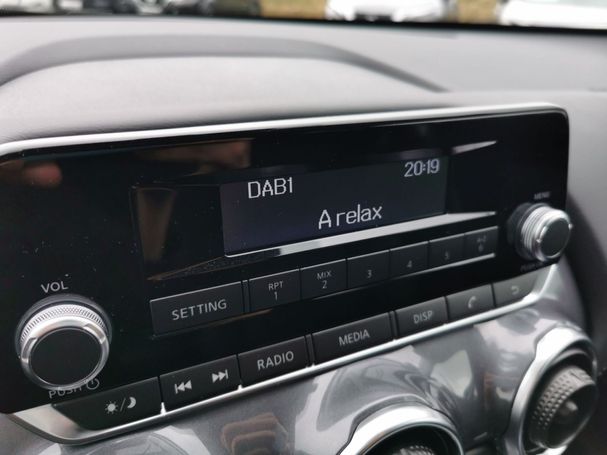 DAB1
20:19
A relax
MENU
VOL
SETTING
RPT
1
MIX
2
3
4
5
A-Z
6
PUSH
RADIO
MEDIA
DISP